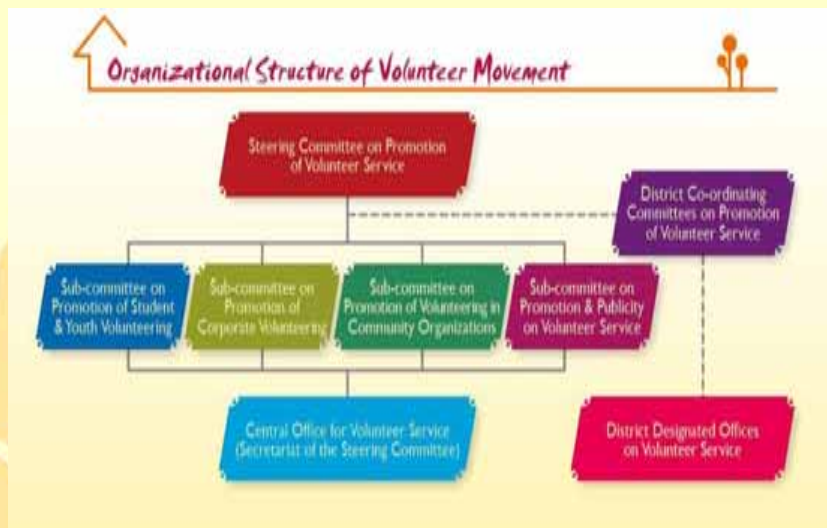 Organizational Structure of Volunteer Movement
Steering Committee on Promotion
of Volunteer Service
District Co-ordinating
Committees on Promotion
of Volunteer Service
Sub-committee on
Promotion of Student
& Youth Volunteering
Sub-committee on
Promotion of
Corporate Volunteering
Sub-committee on
Promotion of Volunteering in
Community Organizations
Sub-committee on
Promotion & Publicity
on Volunteer Service
Central Office for Volunteer Service
(Secretariat of the Steering Committee)
District Designated Offices
on Volunteer Service